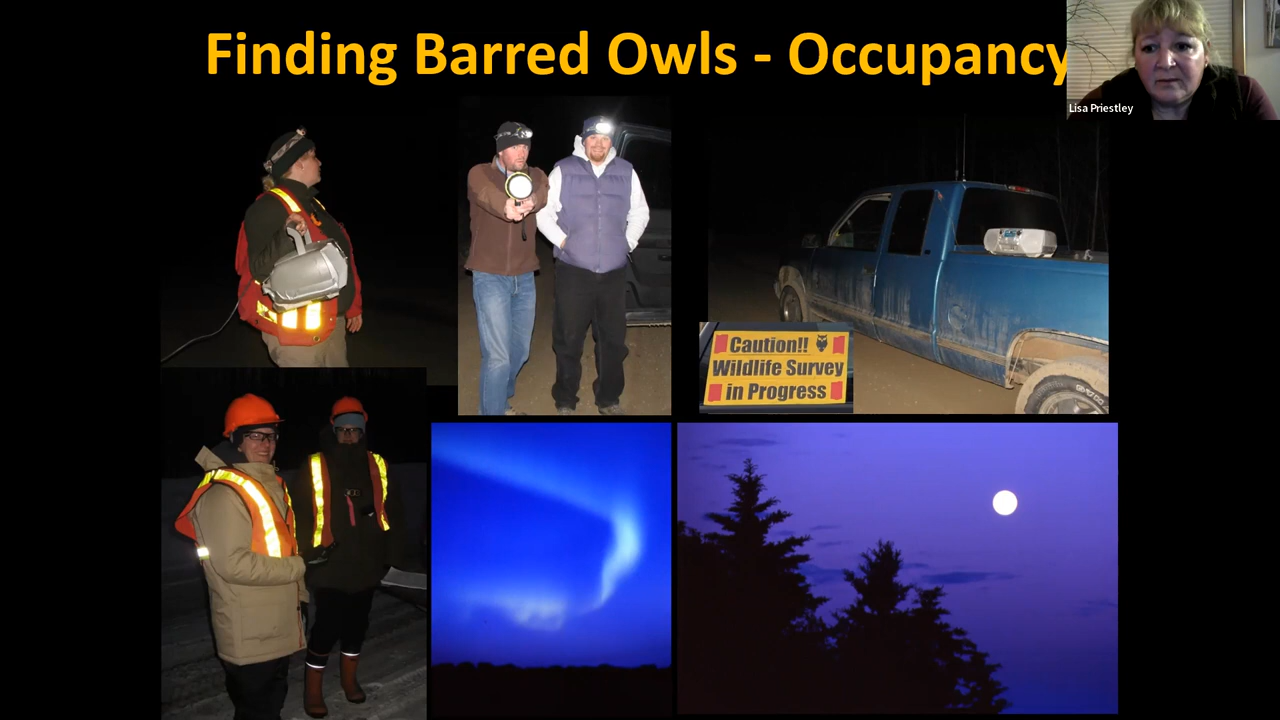 Finding Barred Owls - Occupancy
Lisa Priestley
Caution!!
Wildlife Survey
in Progress